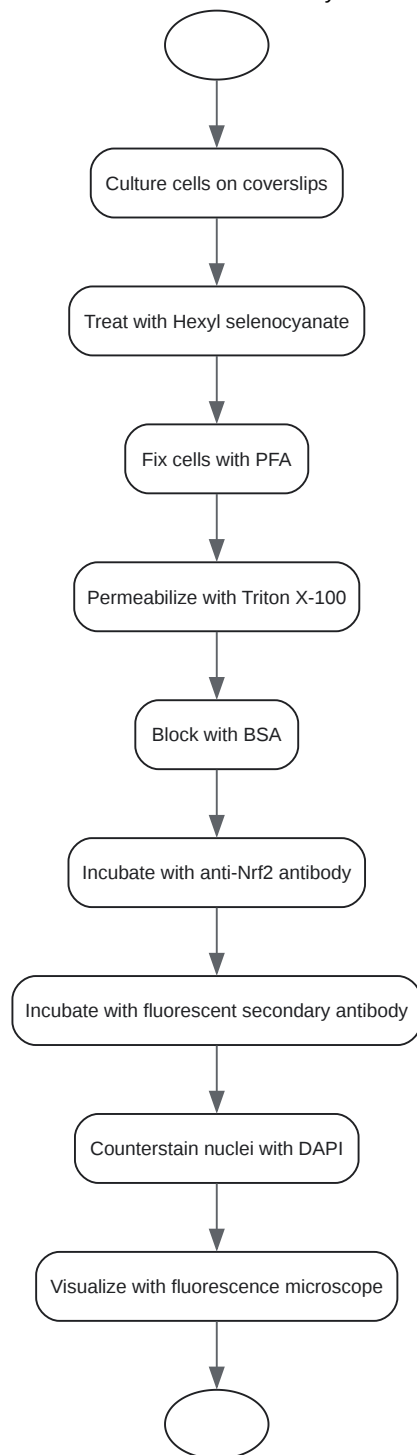 Culture cells on coverslips
Treat with Hexyl selenocyanate
Fix cells with PFA
Permeabilize with Triton X-100
Block with BSA
Incubate with anti-Nrf2 antibody
Incubate with fluorescent secondary antibody
Counterstain nuclei with DAPI
Visualize with fluorescence microscope